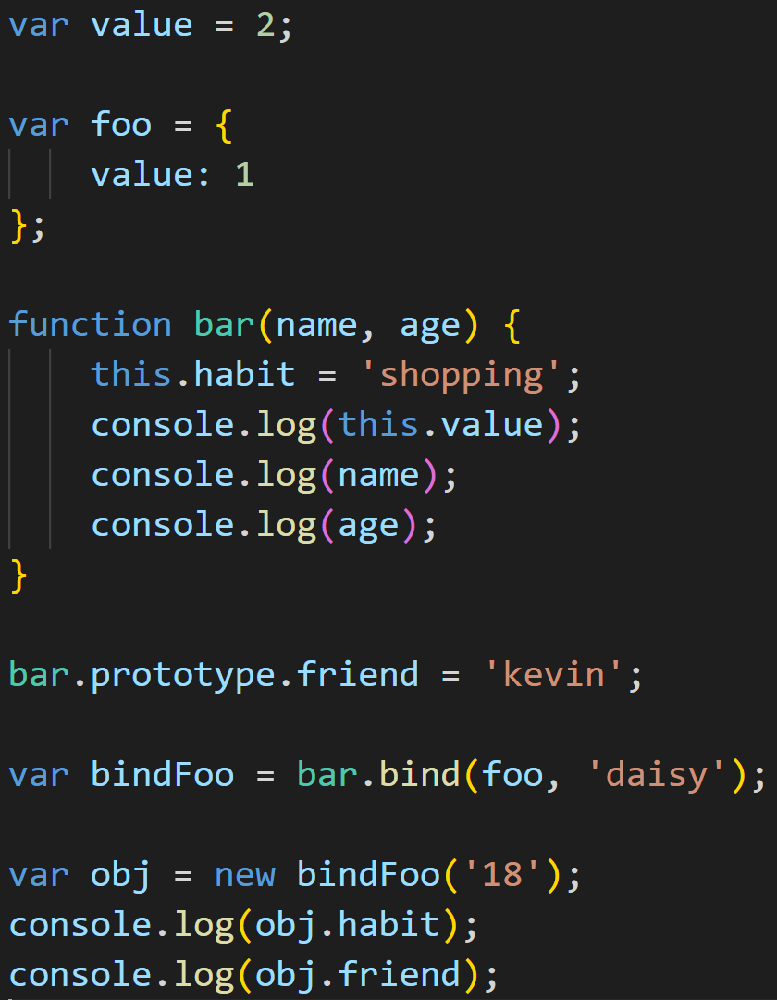 var value = 2;
var foo = {
    value: 1
};
function bar(name, age) {
    this.habit = 'shopping';
    console.log(this.value);
    console.log(name);
    console.log(age);
}
bar.prototype.friend = 'kevin';
var bindFoo = bar.bind(foo, 'daisy');
var obj = new bindFoo('18');
console.log(obj.habit);
console.log(obj.friend);